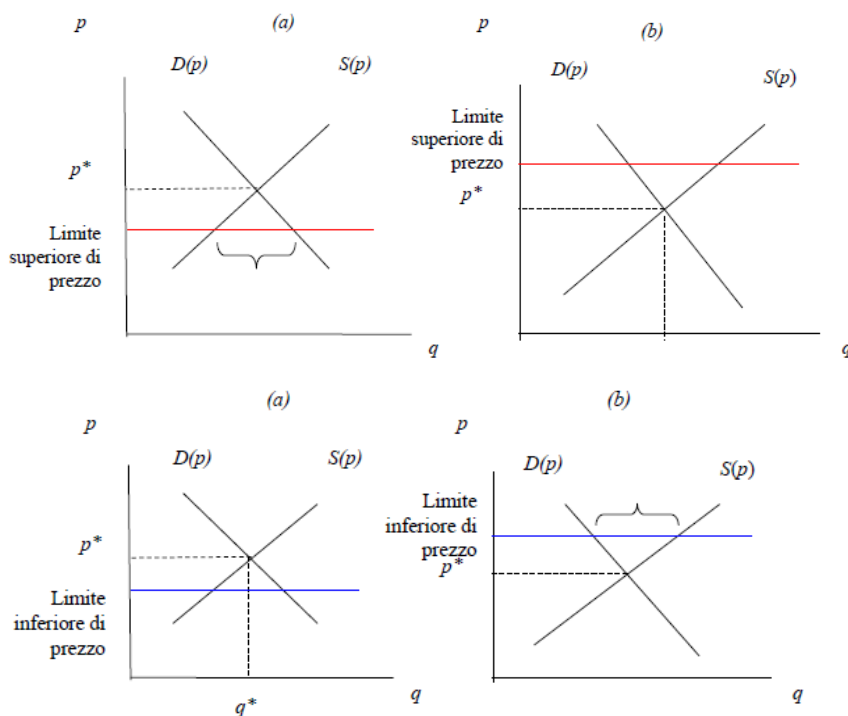 p
(a)
D(p)
S(p)
p*
Limite
superiore di
prezzo
q
p
(b)
D(p)
S(p)
Limite
superiore di
prezzo
p*
q
(a)
p
D(p)
S(p)
p*
Limite
inferiore di
prezzo
q*
q
(b)
p
D(p)
S(p)
Limite
inferiore di
prezzo
p*
q